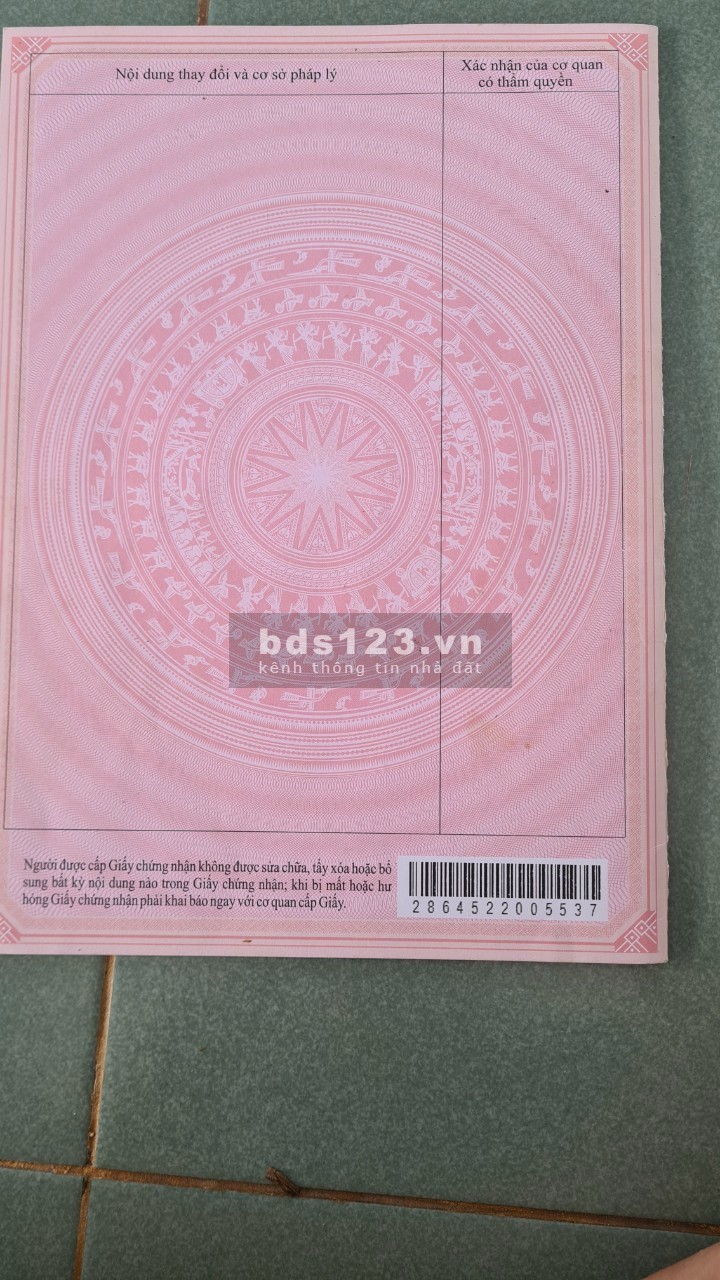 Nội dung thay đổi và cơ sở pháp lý
Xác nhận của cơ quan
có thẩm quyền
bds123.vn
kênh thông tin nhà đất
Người được cấp Giấy chứng nhận không được sửa chữa, tẩy xóa hoặc bổ
sung bất kỳ nội dung nào trong Giấy chứng nhận; khi bị mất hoặc hư
hỏng Giấy chứng nhận phải khai báo ngay với cơ quan cấp Giấy.
2864522005537